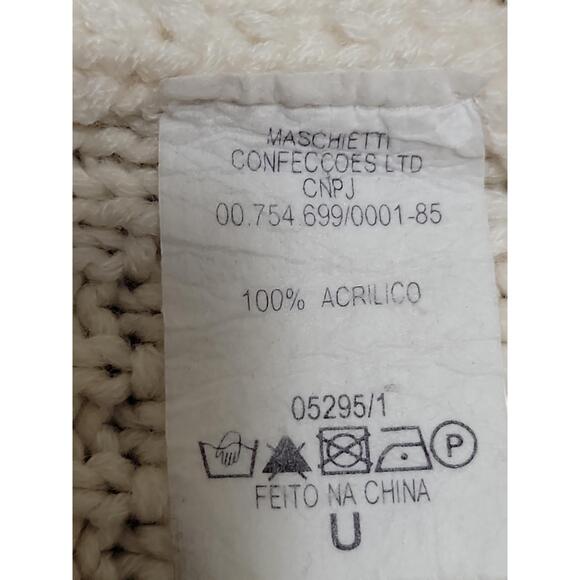 MASCHIETTI
CONFECCOES LTD
CNPJ
00.754.699/0001-85
100% ACRILICO
05295/1
P
FEITO NA CHINA
U